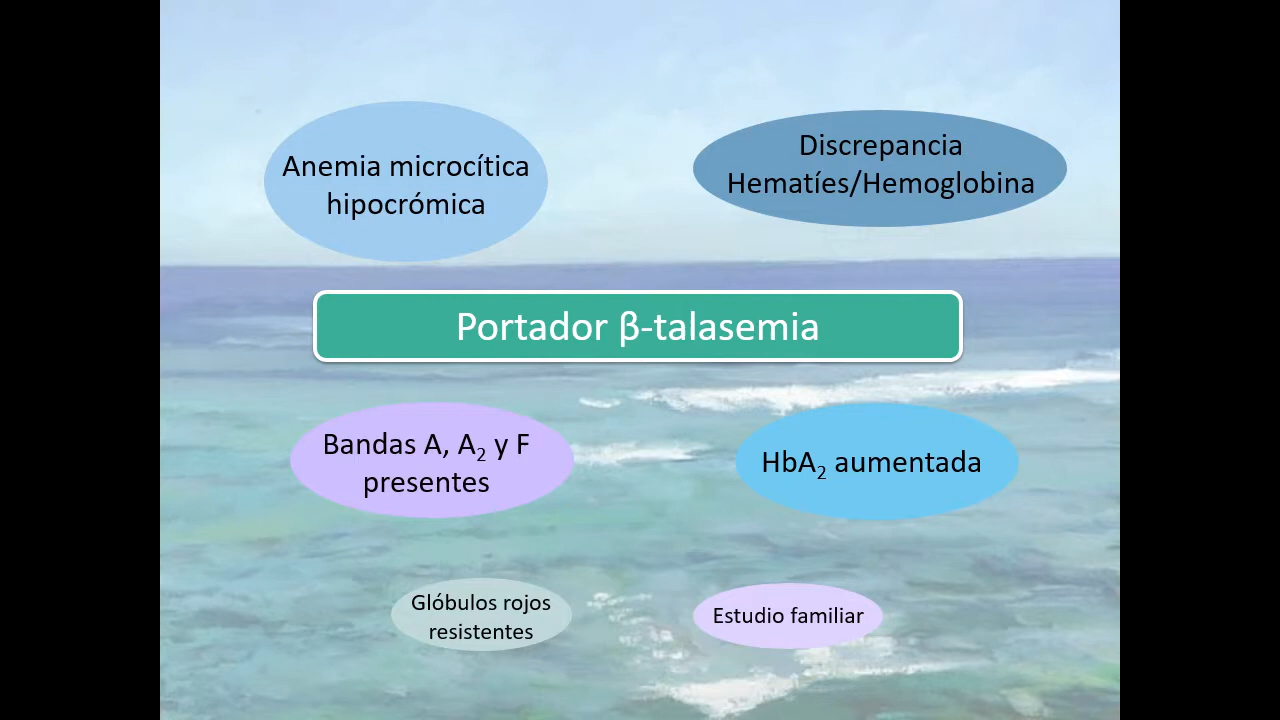 Anemia microcítica
hipocrómica
Discrepancia
Hematíes/Hemoglobina
Portador β-talasemia
Bandas A, A₂ y F
presentes
HbA₂ aumentada
Glóbulos rojos
resistentes
Estudio familiar